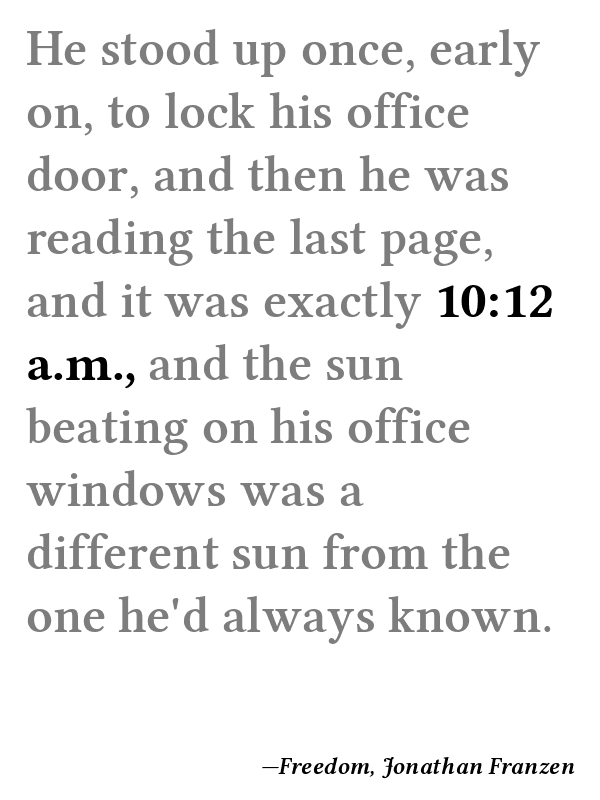 He stood up once, early
on, to lock his office
door, and then he was
reading the last page,
and it was exactly 10:12
a.m., and the sun
beating on his office
windows was a
different sun from the
one he'd always known.
—Freedom, Jonathan Franzen